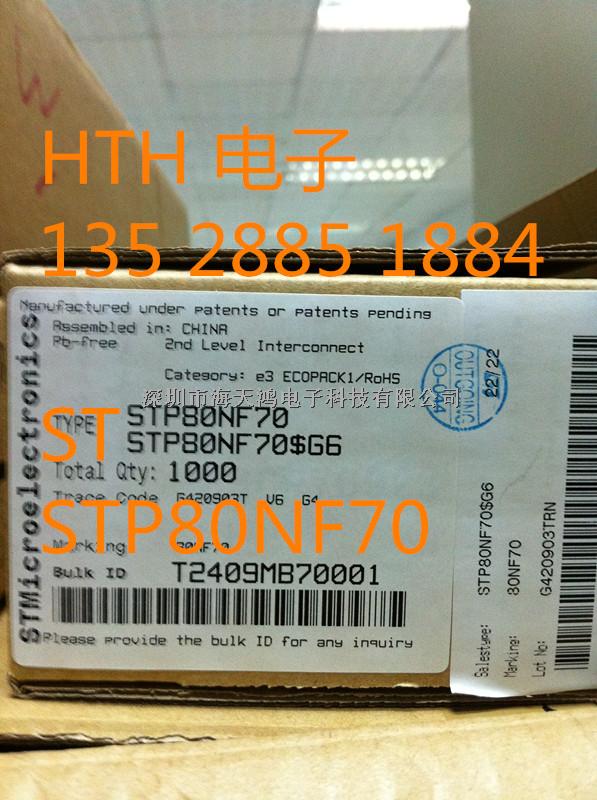 W
HTH 电子
135 2885 1884
Manufactured under patents or patents pending
Assembled in: CHINA
Pb-free 2nd Level Interconnect
Category: e3 ECOPACK1/RoHS
深圳市海天鸿电子科技有限公司
TYPE STP80NF70
ST STP80NF70$G6
Total Qty: 1000
Trace Code G420903T V6 G4
STP80NF70
Marking 80NF70
Bulk ID T2409MB70001
Please provide the bulk ID for any inquiry
STMicroelectronics
OUTGOING
22/22
Salestype: STP80NF70$G6
Marking: 80NF70
Lot No: G420903TRN